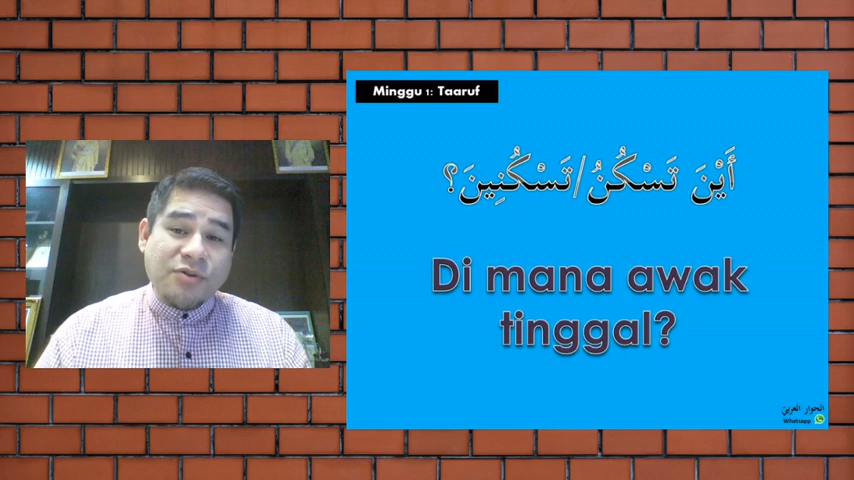 Minggu 1: Taaruf
أَيْنَ تَسْكُنُ/تَسْكُنِينَ؟
Di mana awak
tinggal?
الحوار العربي
Whatsapp